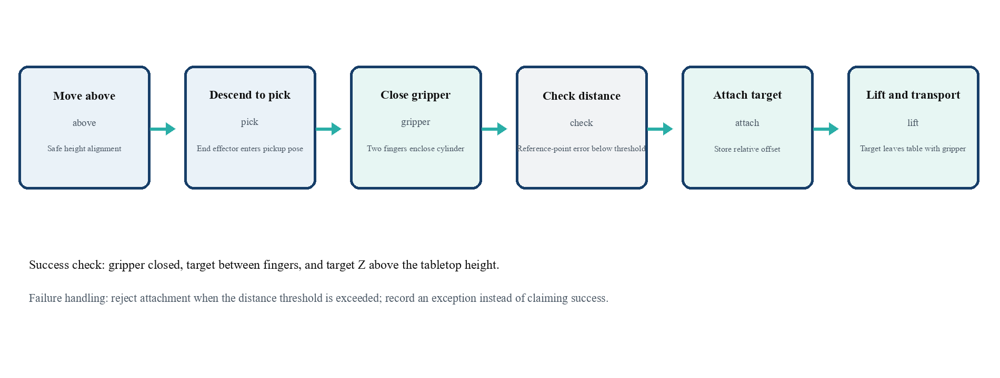 Move above
above
Safe height alignment
Descend to pick
pick
End effector enters pickup pose
Close gripper
gripper
Two fingers enclose cylinder
Check distance
check
Reference-point error below threshold
Attach target
attach
Store relative offset
Lift and transport
lift
Target leaves table with gripper
Success check: gripper closed, target between fingers, and target Z above the tabletop height.
Failure handling: reject attachment when the distance threshold is exceeded; record an exception instead of claiming success.